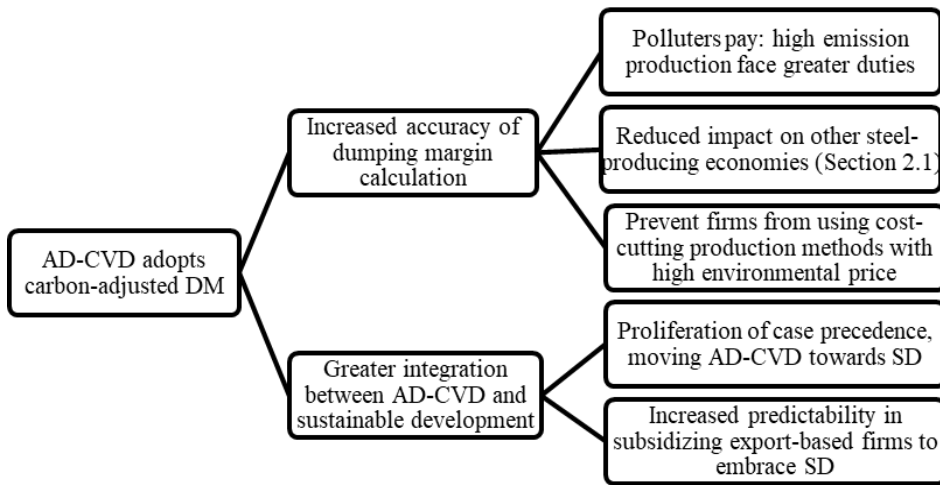 AD-CVD adopts
carbon-adjusted DM
Increased accuracy of
dumping margin
calculation
Polluters pay: high emission
production face greater duties
Reduced impact on other steel-
producing economies (Section 2.1)
Prevent firms from using cost-
cutting production methods with
high environmental price
Greater integration
between AD-CVD and
sustainable development
Proliferation of case precedence,
moving AD-CVD towards SD
Increased predictability in
subsidizing export-based firms to
embrace SD